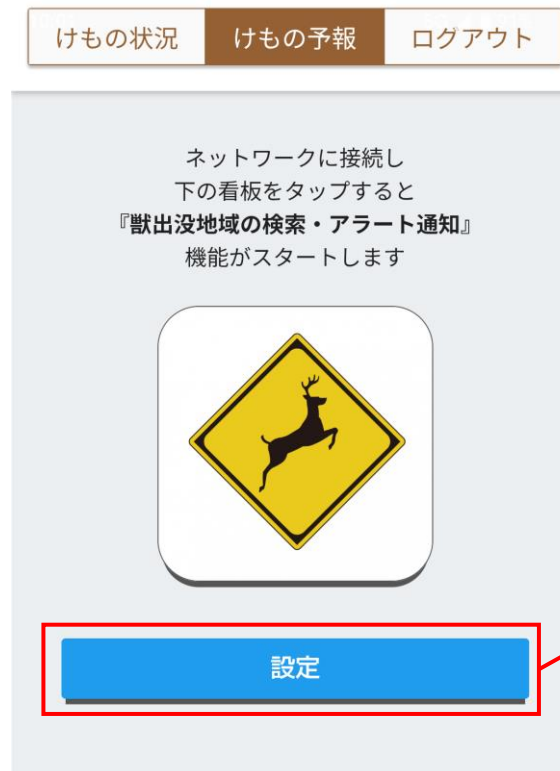 けもの状況
けもの予報
ログアウト
ネットワークに接続し
下の看板をタップすると
『獣出没地域の検索・アラート通知』
機能がスタートします
設定